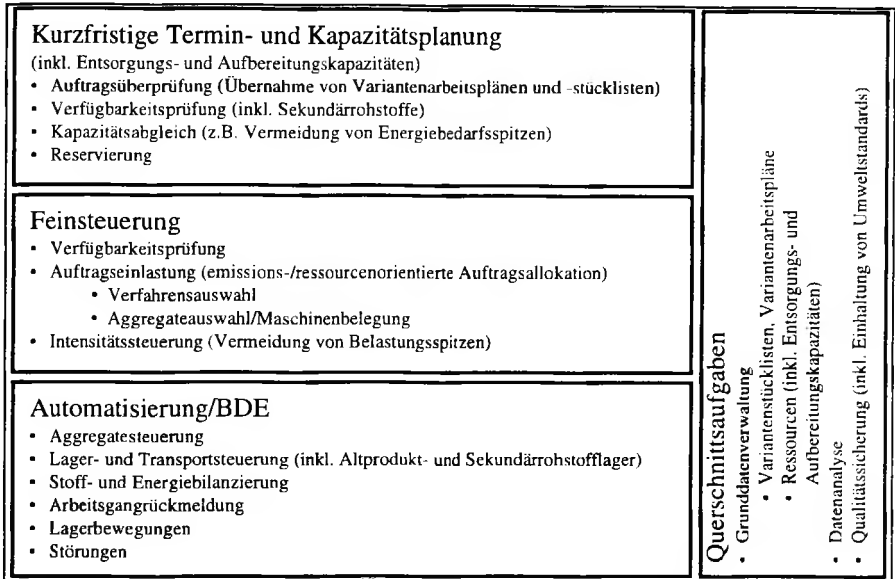 Kurzfristige Termin- und Kapazitätsplanung
(inkl. Entsorgungs- und Aufbereitungskapazitäten)
• Auftragsüberprüfung (Übernahme von Variantenarbeitsplänen und -stücklisten)
• Verfügbarkeitsprüfung (inkl. Sekundärrohstoffe)
• Kapazitätsabgleich (z.B. Vermeidung von Energiebedarfsspitzen)
• Reservierung
Feinsteuerung
• Verfügbarkeitsprüfung
• Auftragseinlastung (emissions-/ressourcenorientierte Auftragsallokation)
• Verfahrensauswahl
• Aggregateauswahl/Maschinenbelegung
• Intensitätssteuerung (Vermeidung von Belastungsspitzen)
Automatisierung/BDE
• Aggregatesteuerung
• Lager- und Transportsteuerung (inkl. Altprodukt- und Sekundärrohstofflager)
• Stoff- und Energiebilanzierung
• Arbeitsgangrückmeldung
• Lagerbewegungen
• Störungen
Querschnittsaufgaben
• Grunddatenverwaltung
• Variantenstücklisten, Variantenarbeitspläne
• Ressourcen (inkl. Entsorgungs- und
Aufbereitungskapazitäten)
• Datenanalyse
• Qualitätssicherung (inkl. Einhaltung von Umweltstandards)